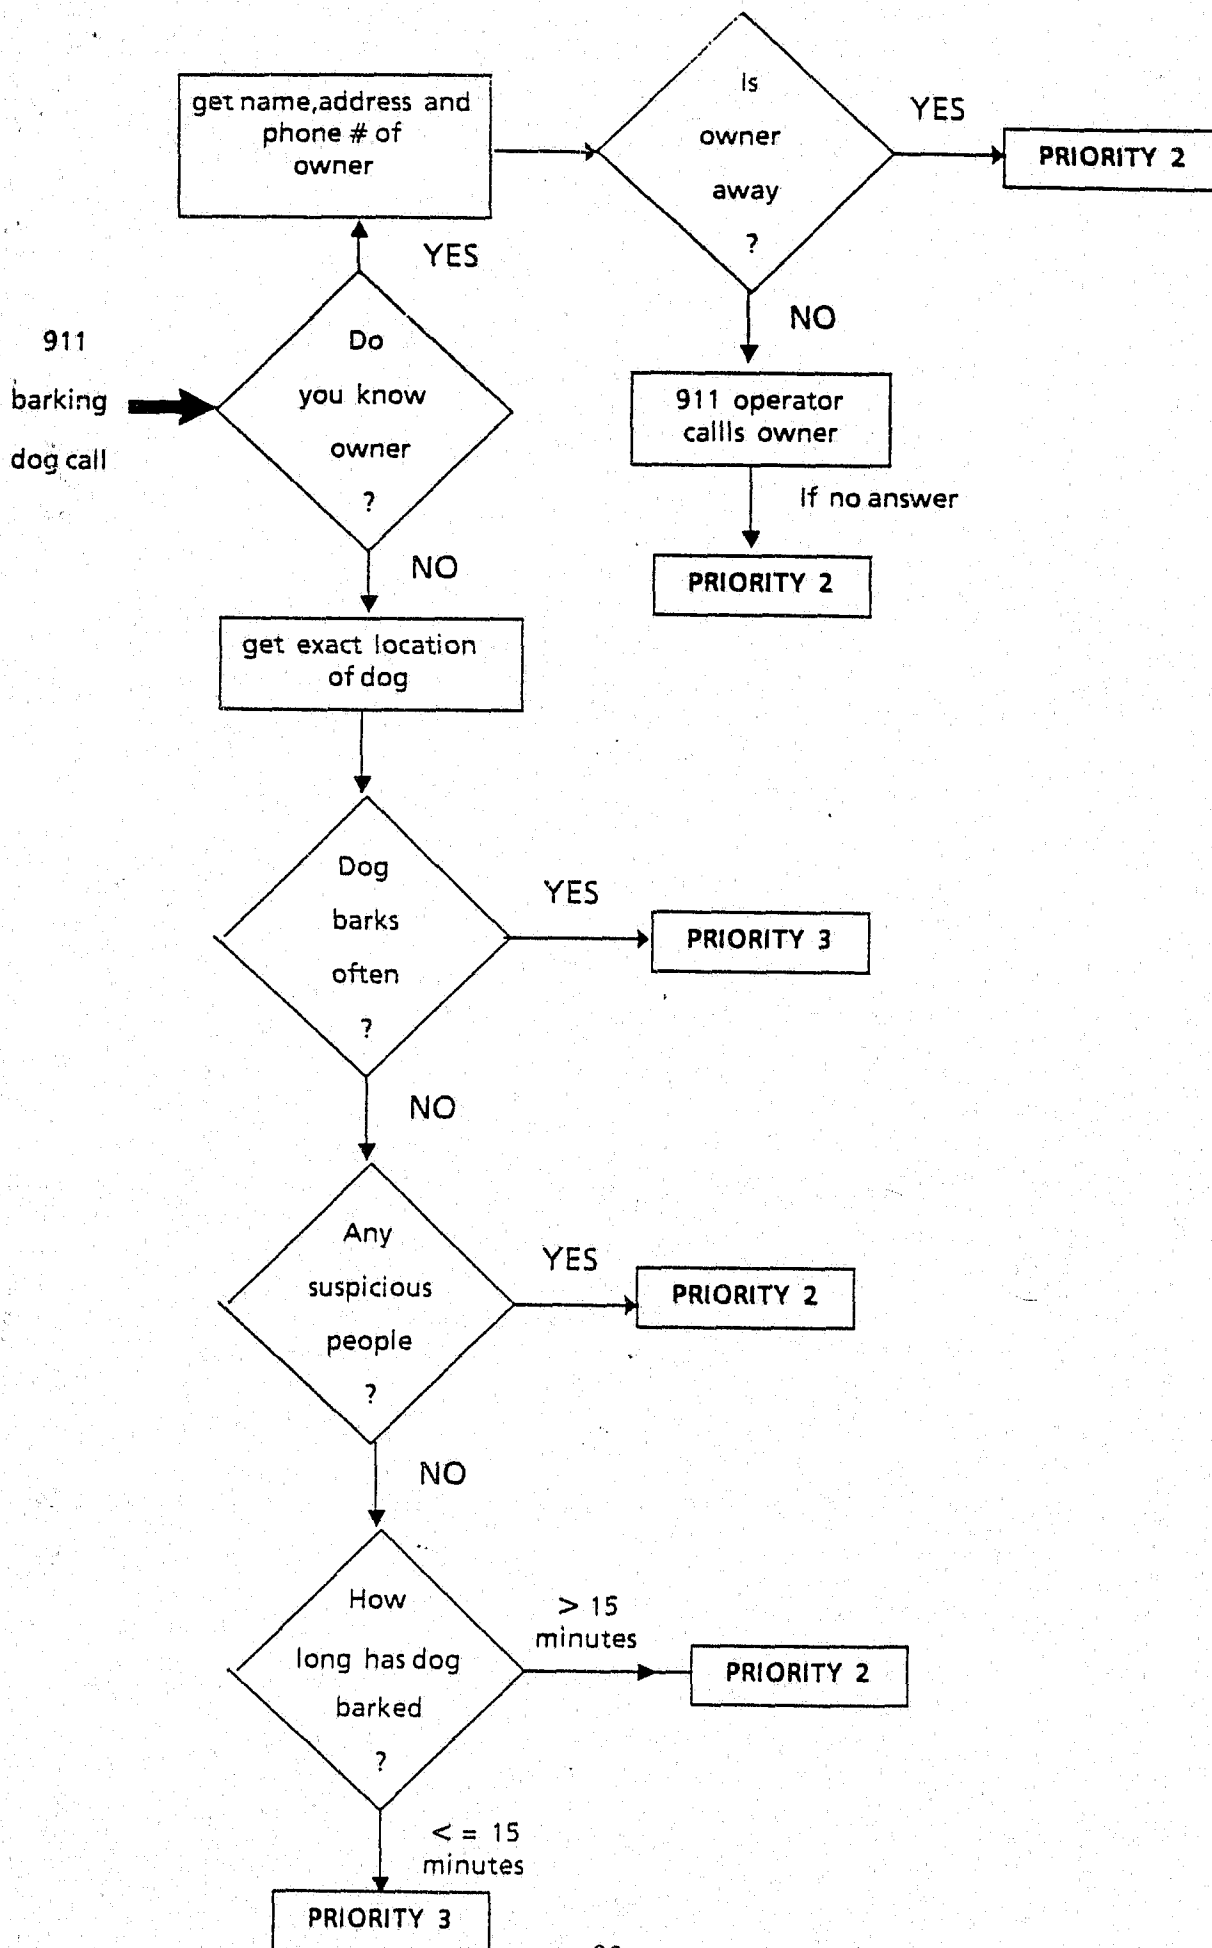 911
barking
dog call
Do
you know
owner
?
YES
get name,address and
phone # of
owner
Is
owner
away
?
YES
PRIORITY 2
NO
911 operator
callls owner
If no answer
PRIORITY 2
NO
get exact location
of dog
Dog
barks
often
?
YES
PRIORITY 3
NO
Any
suspicious
people
?
YES
PRIORITY 2
NO
How
long has dog
barked
?
> 15
minutes
PRIORITY 2
< = 15
minutes
PRIORITY 3